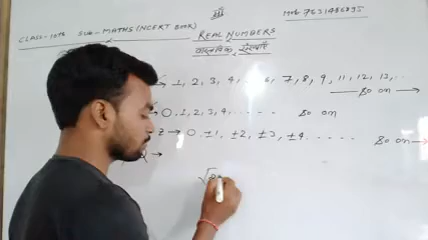 माँ
Mob 7631486895
CLASS-10th SUB-MATHS (NCERT BOOK)
REAL NUMBERS
वास्तविक संख्याएँ
→ 1, 2, 3, 4, ... 6, 7, 8, 9, 11, 12, 13, ..
So on →
→ 0, 1, 2, 3, 4, ..... So on
Z → 0, ±1, ±2, ±3, ±4 ..... So on →
→
√